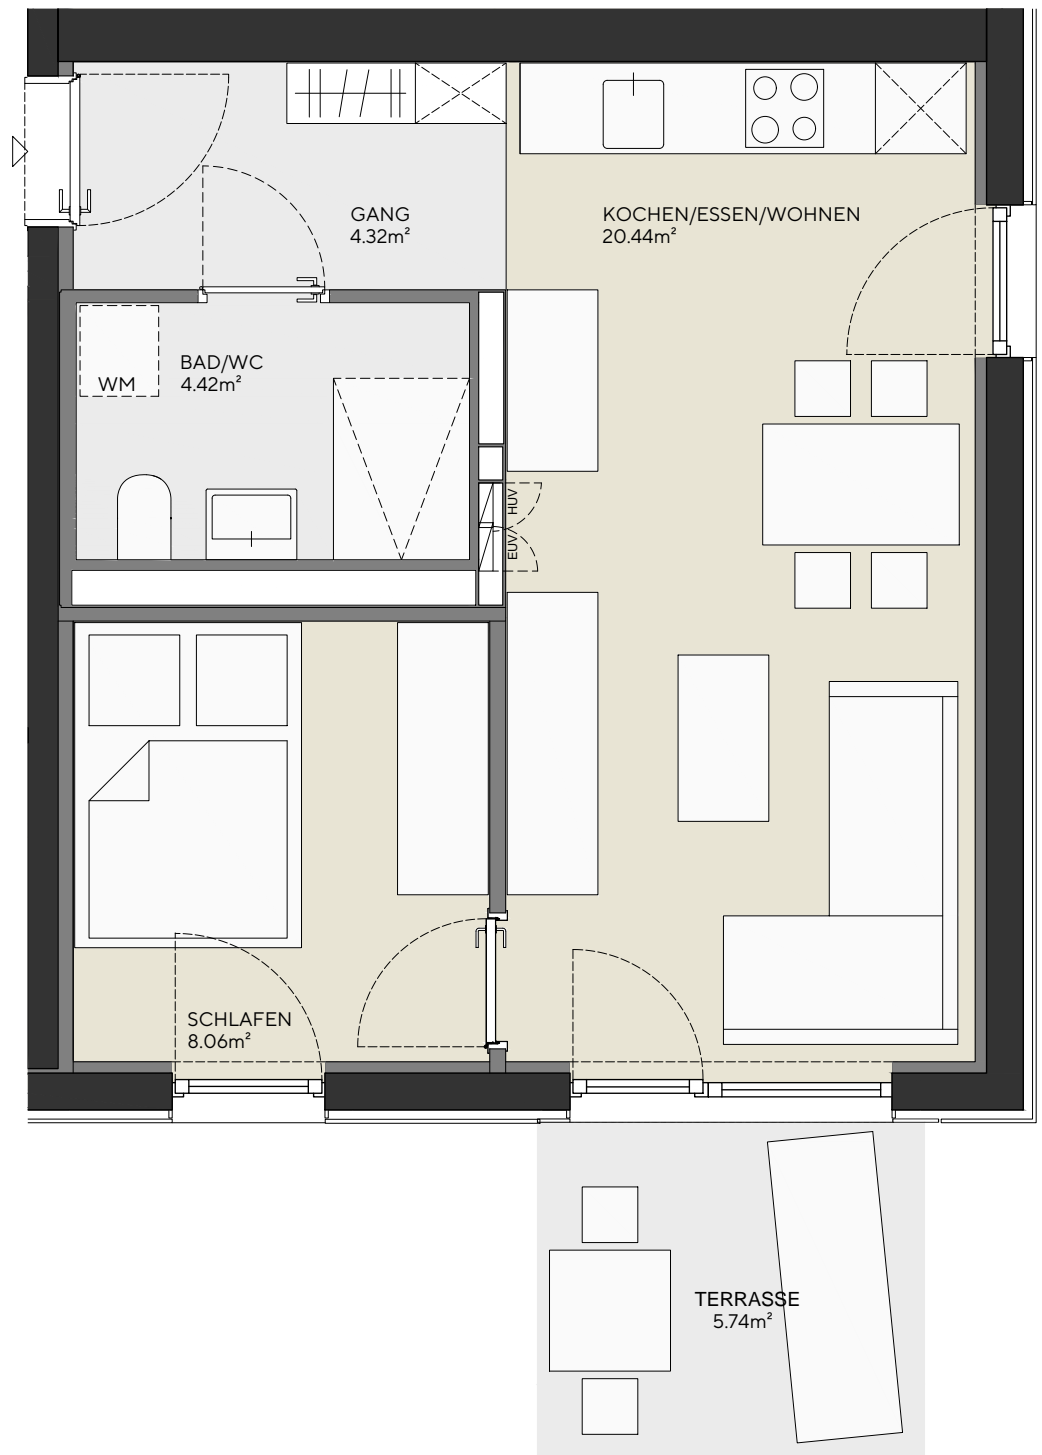 GANG
4.32m²
KOCHEN/ESSEN/WOHNEN
20.44m²
BAD/WC
4.42m²
WM
HUV
EUV
SCHLAFEN
8.06m²
TERRASSE
5.74m²